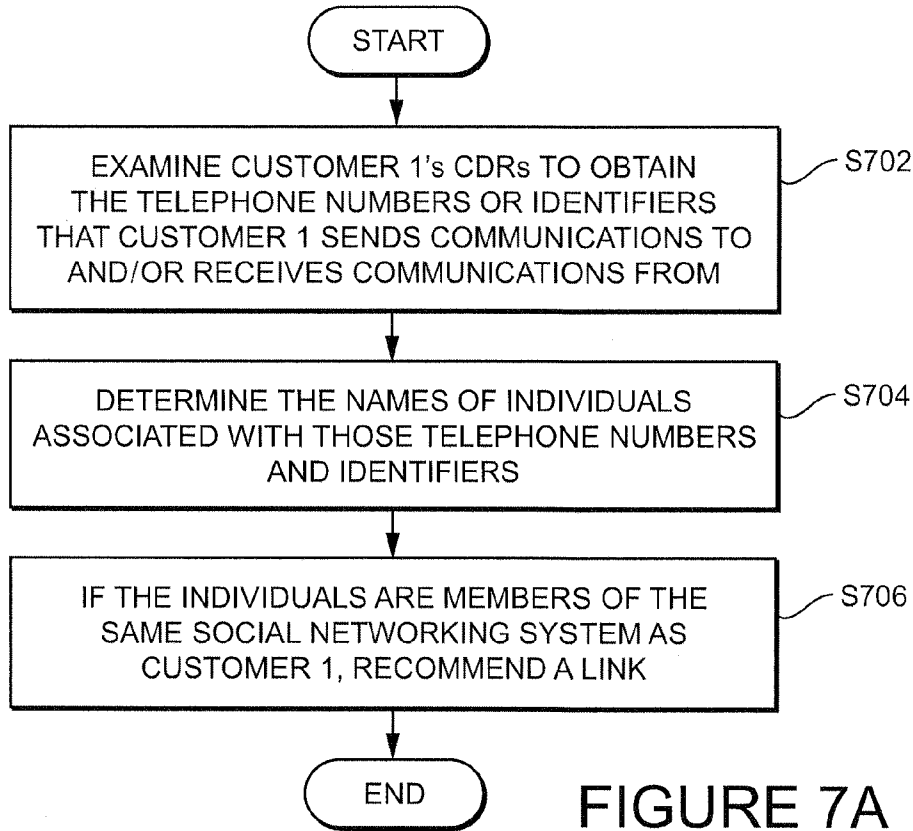 START
EXAMINE CUSTOMER 1's CDRs TO OBTAIN
THE TELEPHONE NUMBERS OR IDENTIFIERS
THAT CUSTOMER 1 SENDS COMMUNICATIONS TO
AND/OR RECEIVES COMMUNICATIONS FROM
S702
DETERMINE THE NAMES OF INDIVIDUALS
ASSOCIATED WITH THOSE TELEPHONE NUMBERS
AND IDENTIFIERS
S704
IF THE INDIVIDUALS ARE MEMBERS OF THE
SAME SOCIAL NETWORKING SYSTEM AS
CUSTOMER 1, RECOMMEND A LINK
S706
END
FIGURE 7A